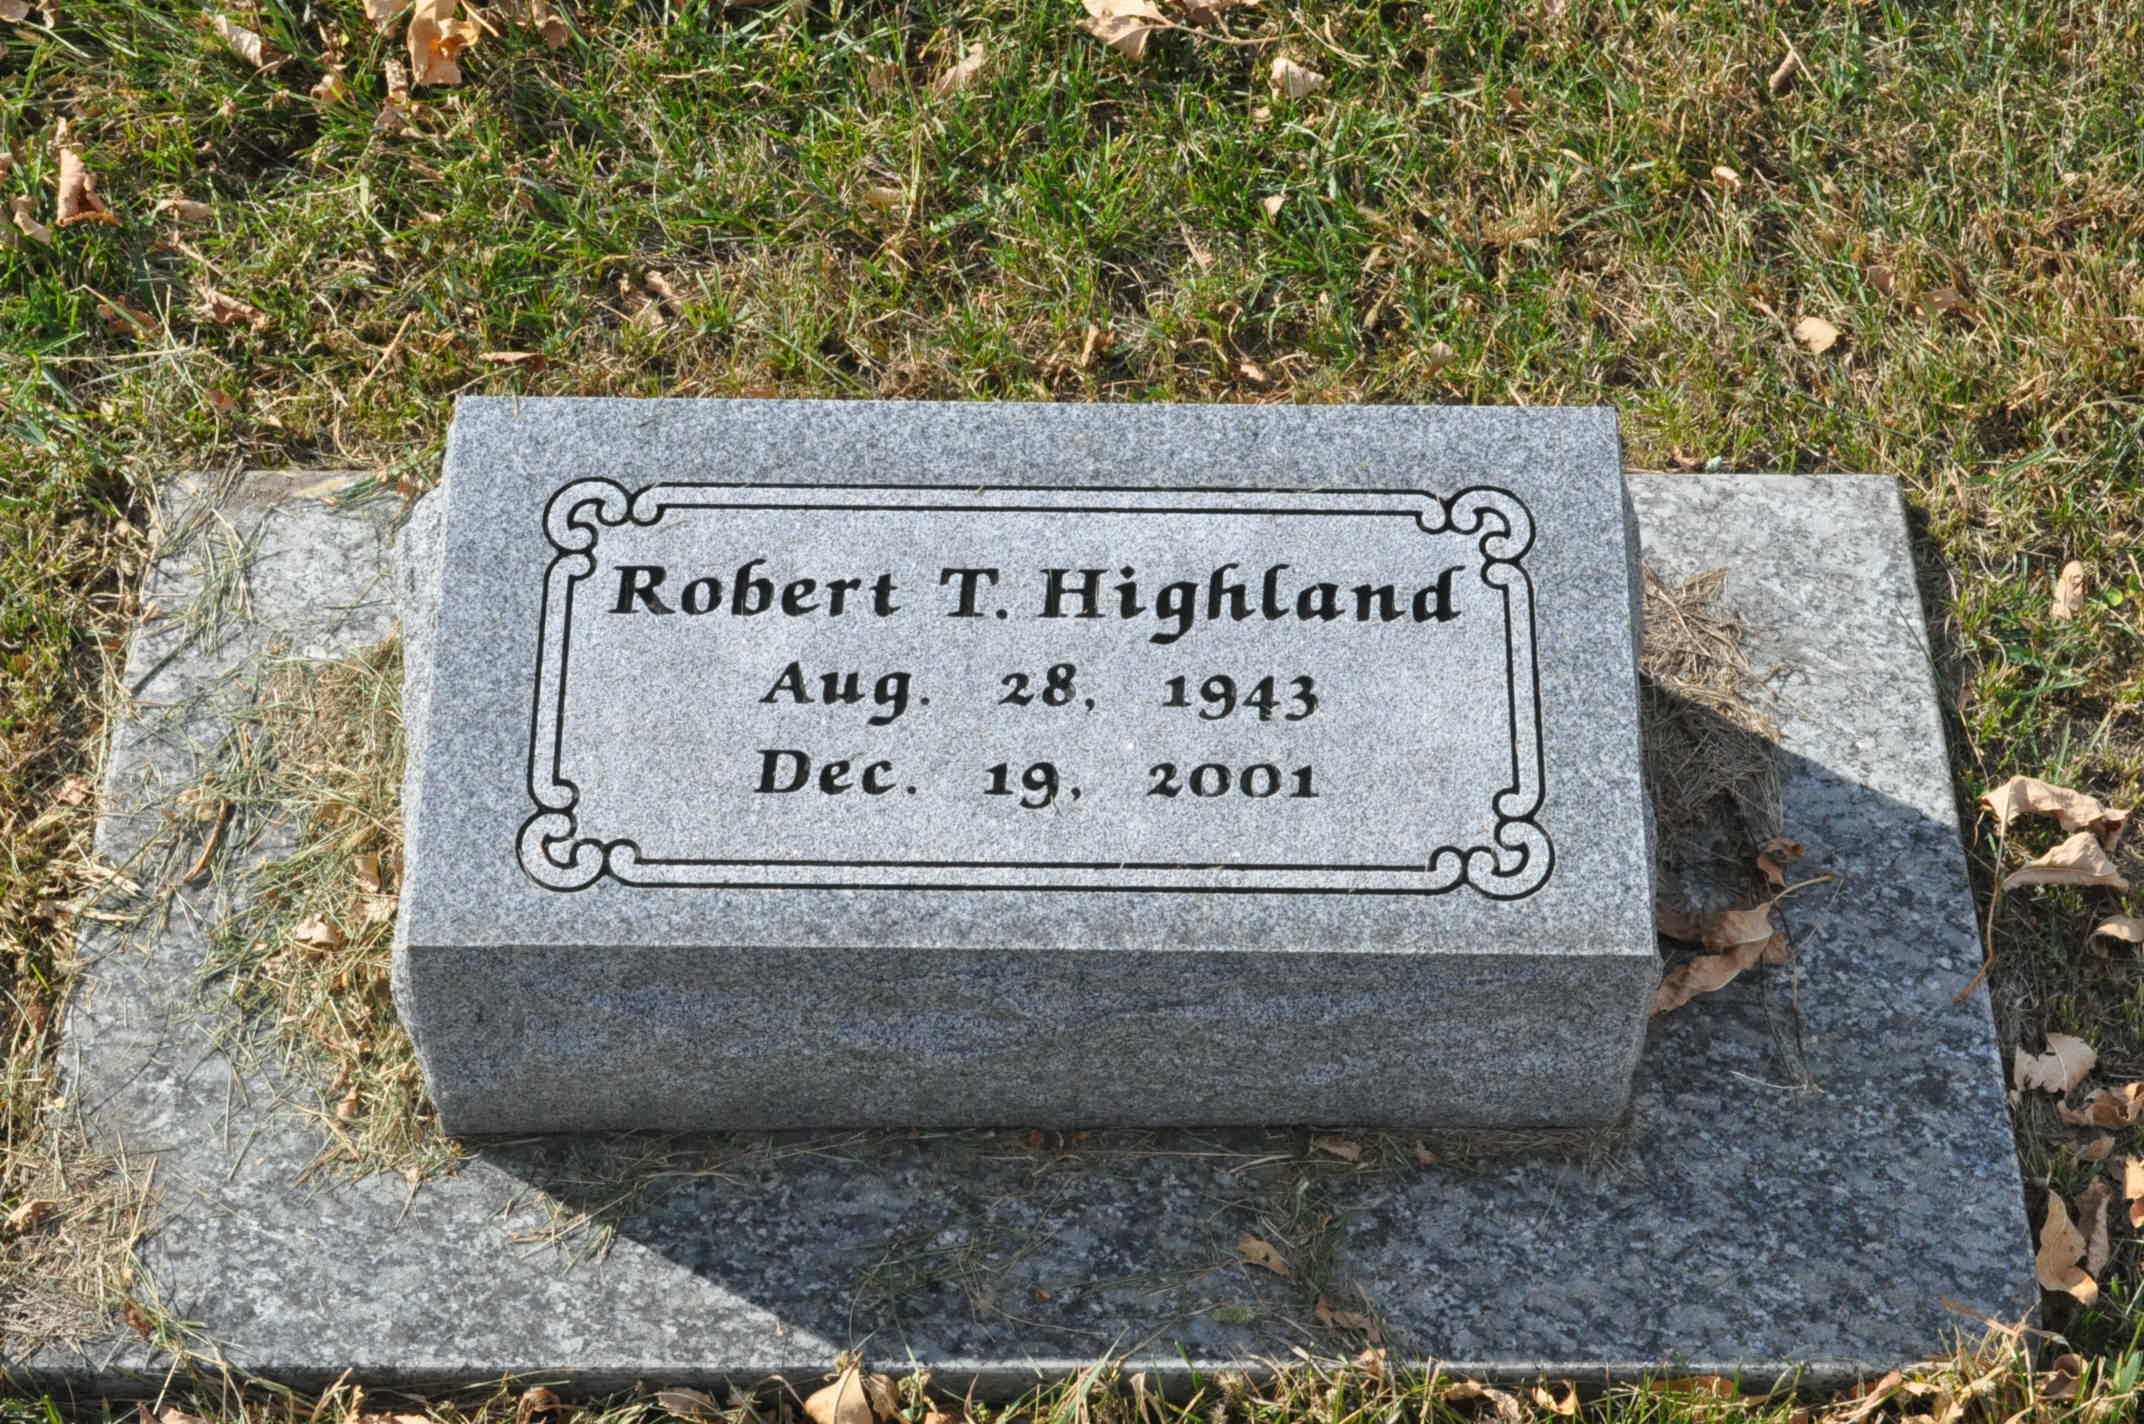 Robert T. Highland
Aug. 28, 1943
Dec. 19, 2001